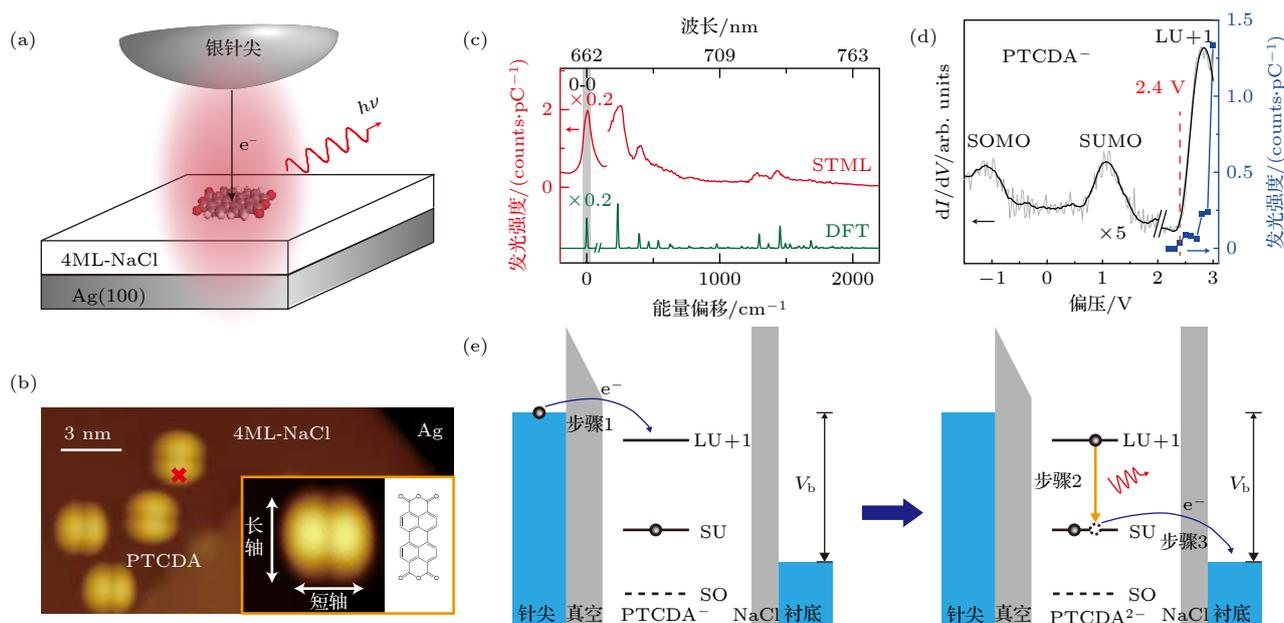 (a)
银针尖
hν
e⁻
4ML-NaCl
Ag(100)
(b)
3 nm
4ML-NaCl
Ag
PTCDA
长轴
短轴
(c)
波长/nm
662 709 763
0-0
×0.2
2
0
STML
×0.2
DFT
发光强度/(counts·pC⁻¹)
0 1000 2000
能量偏移/cm⁻¹
(d)
PTCDA⁻
LU+1
2.4 V
SOMO
SUMO
×5
dI/dV/arb. units
1.5
1.0
0.5
0
发光强度/(counts·pC⁻¹)
−1 0 1 2 3
偏压/V
(e)
e⁻
步骤1
LU+1
SU
SO
V_b
针尖 真空 PTCDA⁻ NaCl 衬底
LU+1
步骤2
e⁻
SU
步骤3
SO
V_b
针尖 真空 PTCDA²⁻ NaCl 衬底